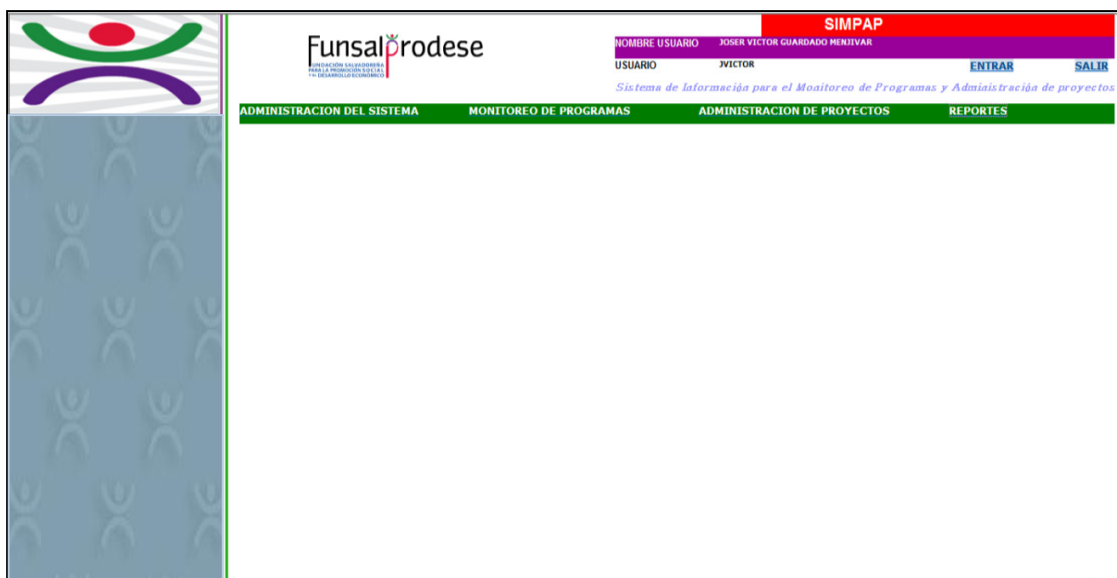 SIMPAP
Funsalprodese
FUNDACIÓN SALVADOREÑA
PARA LA PROMOCIÓN SOCIAL
Y EL DESARROLLO ECONÓMICO
NOMBRE USUARIO JOSER VICTOR GUARDADO MENJIVAR
USUARIO JVICTOR ENTRAR SALIR
Sistema de Información para el Monitoreo de Programas y Administración de proyectos
ADMINISTRACION DEL SISTEMA MONITOREO DE PROGRAMAS ADMINISTRACION DE PROYECTOS REPORTES